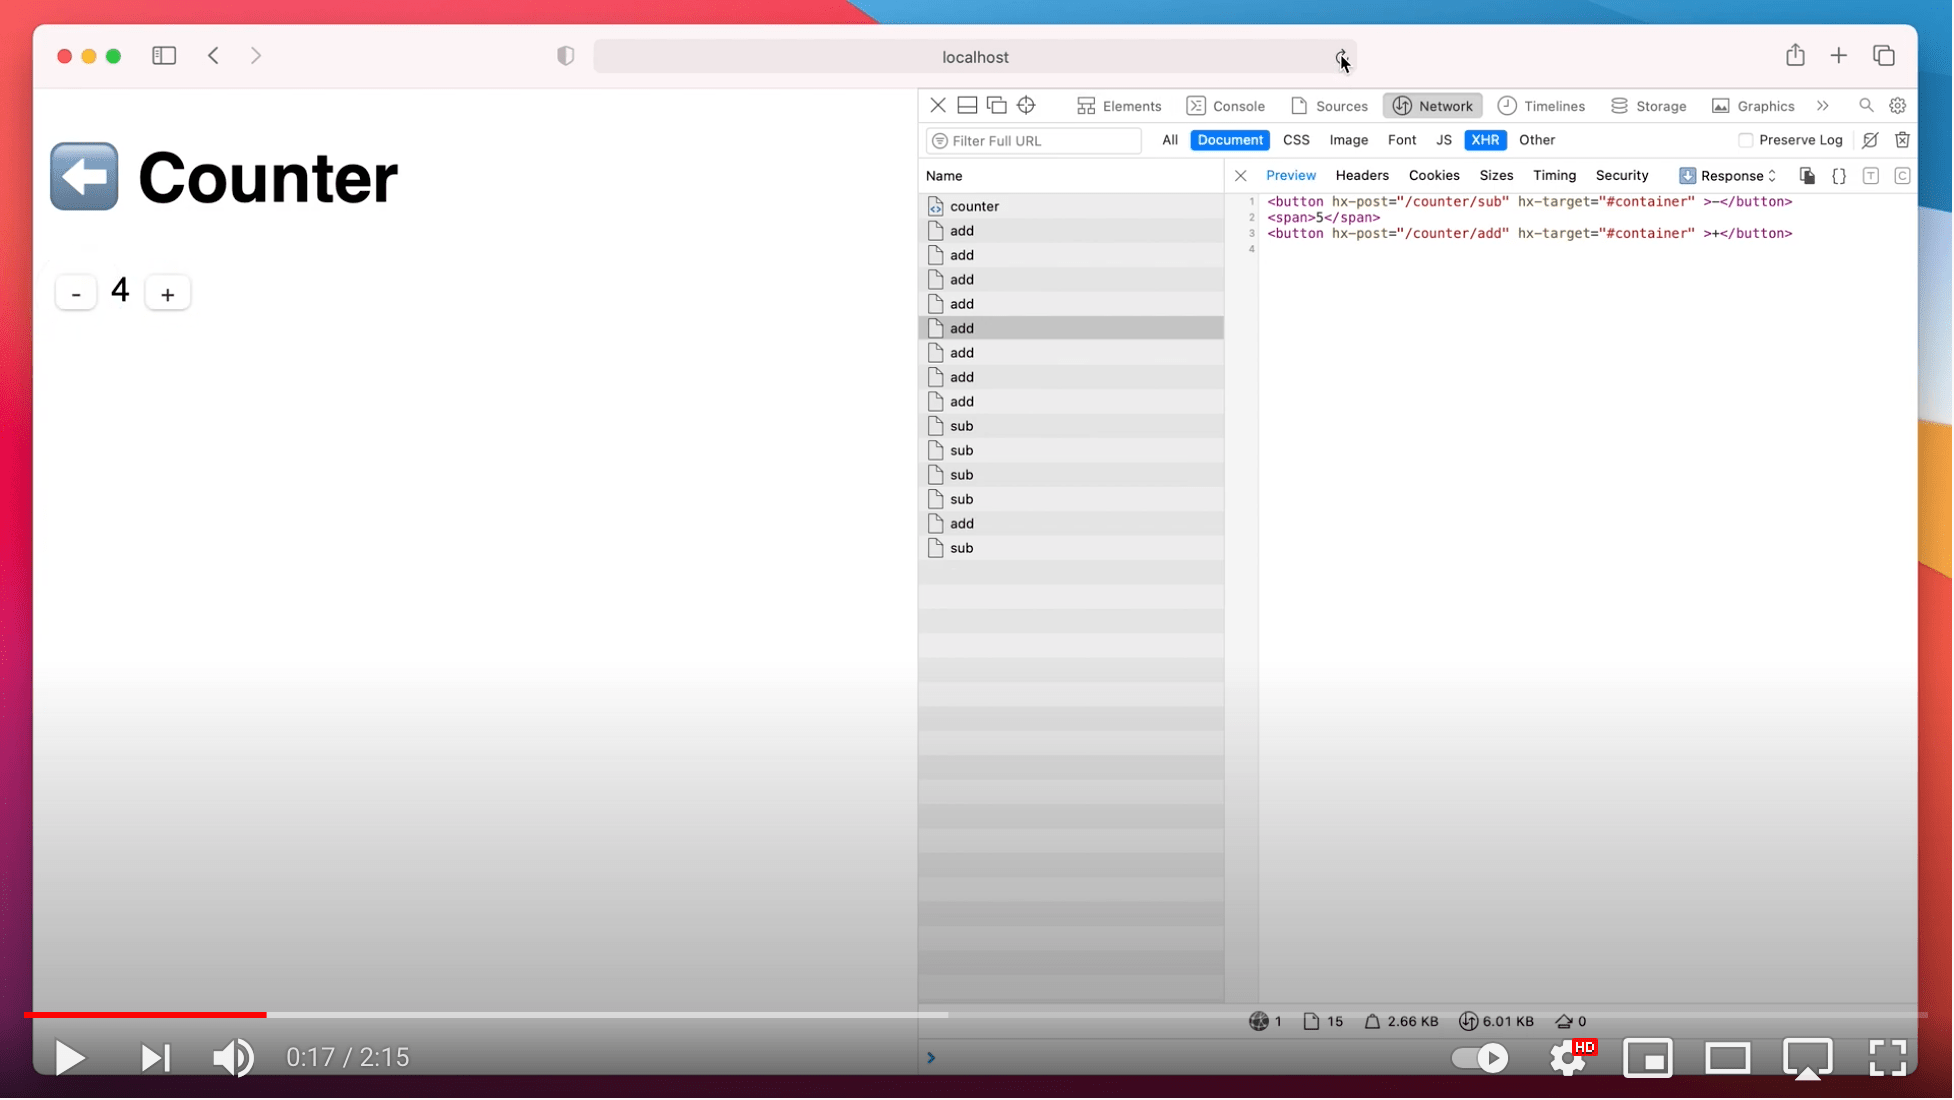 localhost
Elements Console Sources Network Timelines Storage Graphics
Filter Full URL All Document CSS Image Font JS XHR Other Preserve Log
Name Preview Headers Cookies Sizes Timing Security Response {} T C
Counter
- 4 +
counter
add
add
add
add
add
add
add
add
sub
sub
sub
sub
add
sub
1 <button hx-post="/counter/sub" hx-target="#container" >-</button>
2 <span>5</span>
3 <button hx-post="/counter/add" hx-target="#container" >+</button>
4
1 15 2.66 KB 6.01 KB 0
0:17 / 2:15
HD